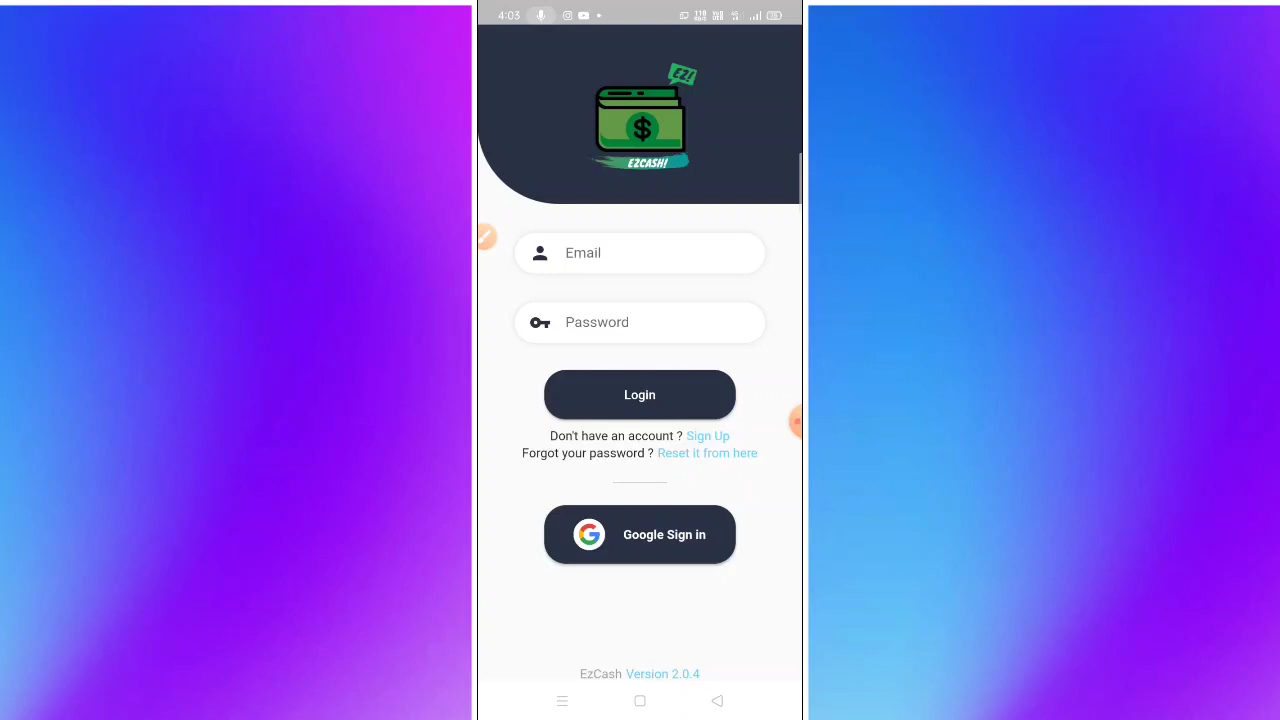 4:03
EZ!
$
EZCASH!
Email
Password
Login
Don't have an account ? Sign Up
Forgot your password ? Reset it from here
Google Sign in
EzCash Version 2.0.4